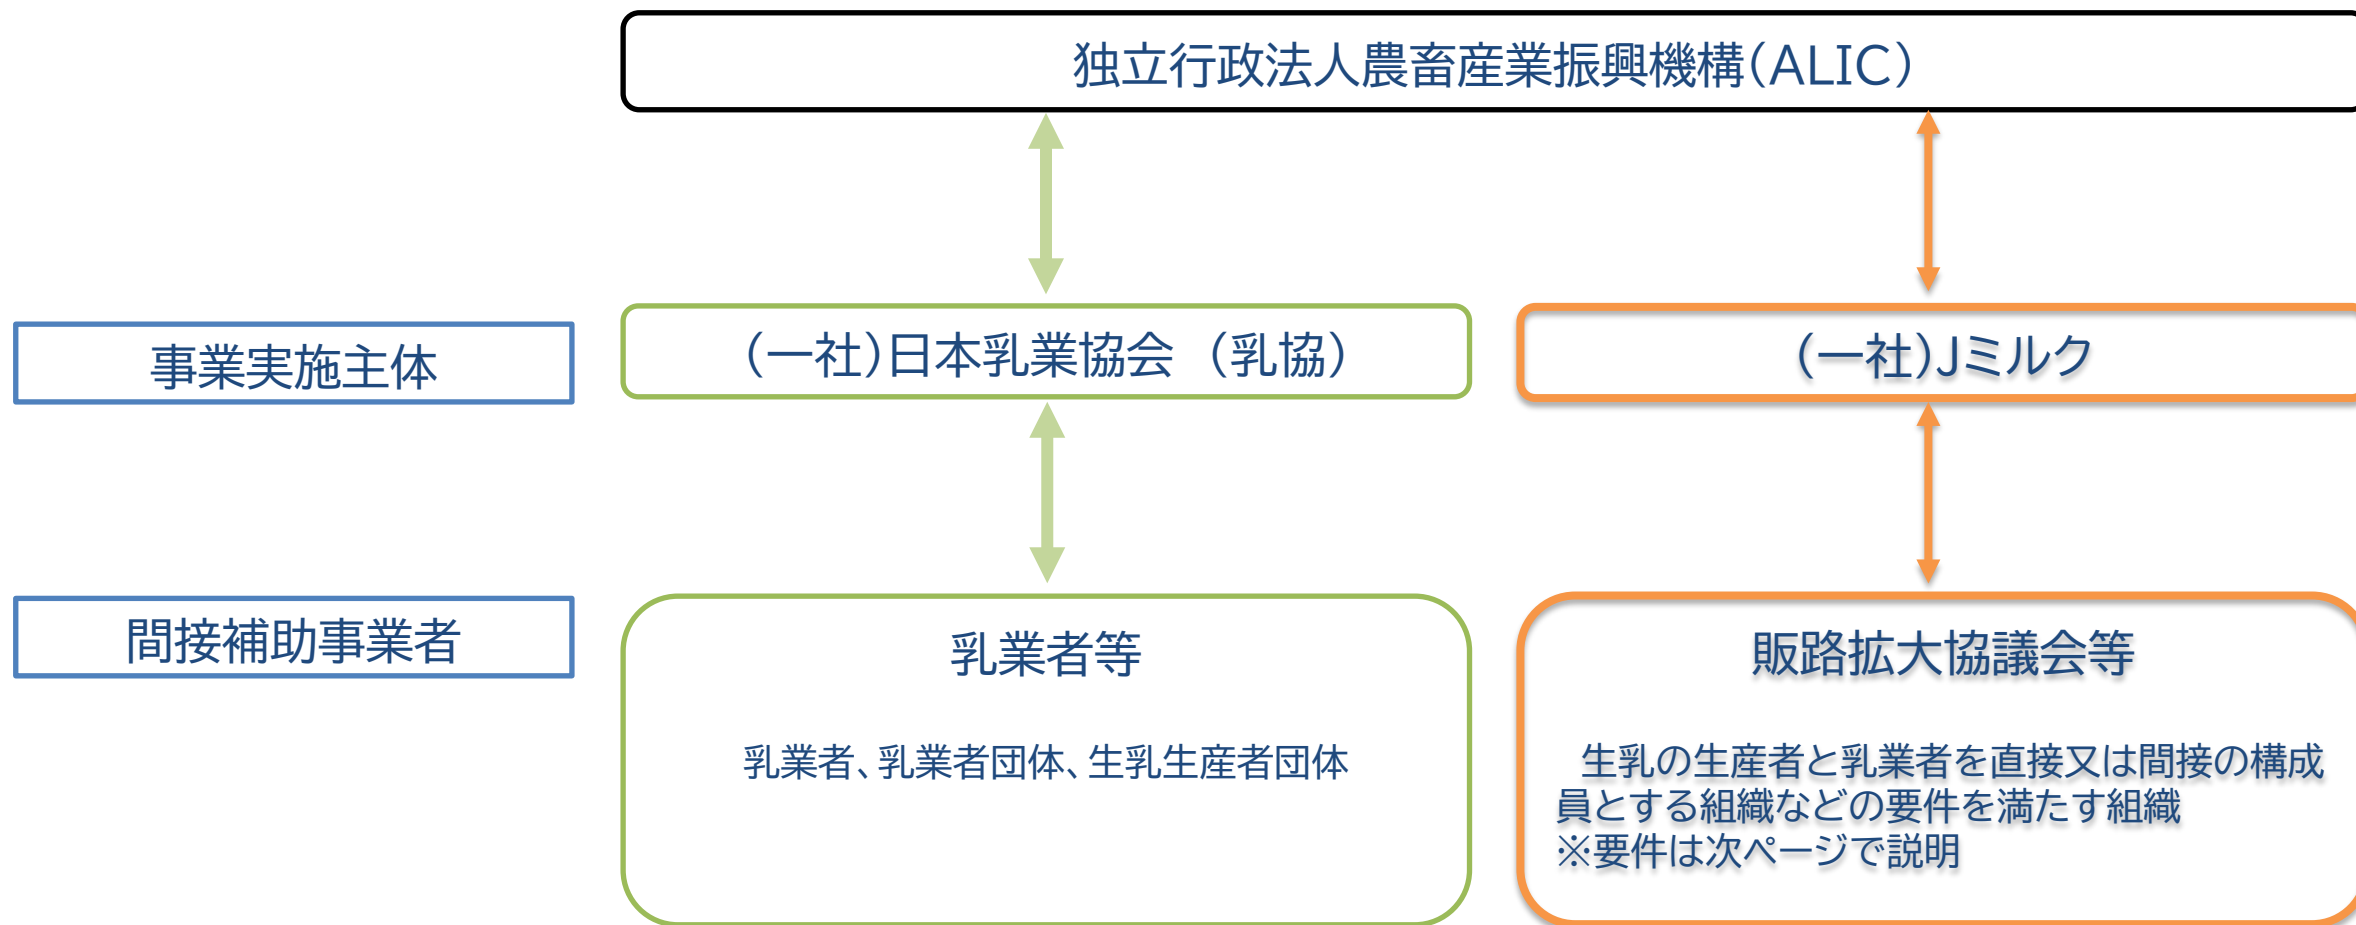 独立行政法人農畜産業振興機構(ALIC)
事業実施主体
(一社)日本乳業協会 (乳協)
(一社)Jミルク
間接補助事業者
乳業者等
乳業者、乳業者団体、生乳生産者団体
販路拡大協議会等
生乳の生産者と乳業者を直接又は間接の構成
員とする組織などの要件を満たす組織
※要件は次ページで説明